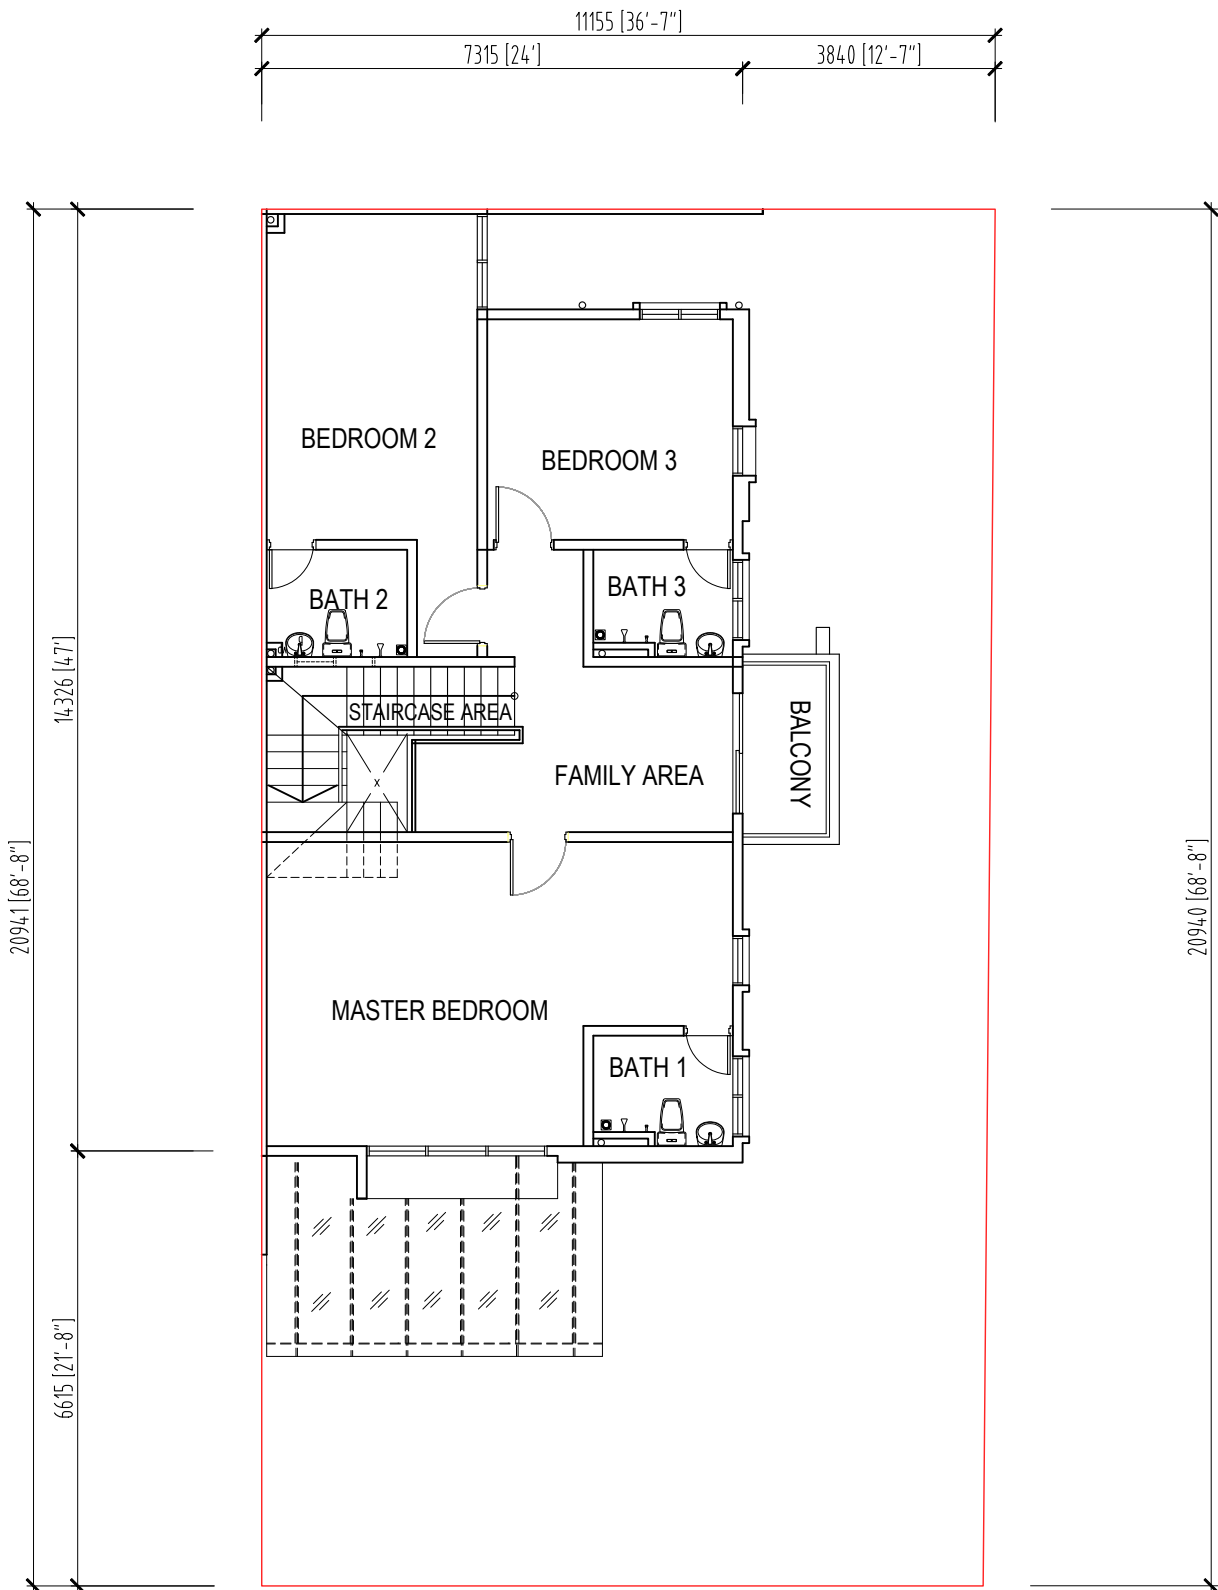 11155 [36'-7"]
7315 [24']
3840 [12'-7"]
BEDROOM 2
BEDROOM 3
BATH 2
BATH 3
14326 [47']
STAIRCASE AREA
BALCONY
FAMILY AREA
X
20941 [68'-8"]
20940 [68'-8"]
MASTER BEDROOM
BATH 1
6615 [21'-8"]